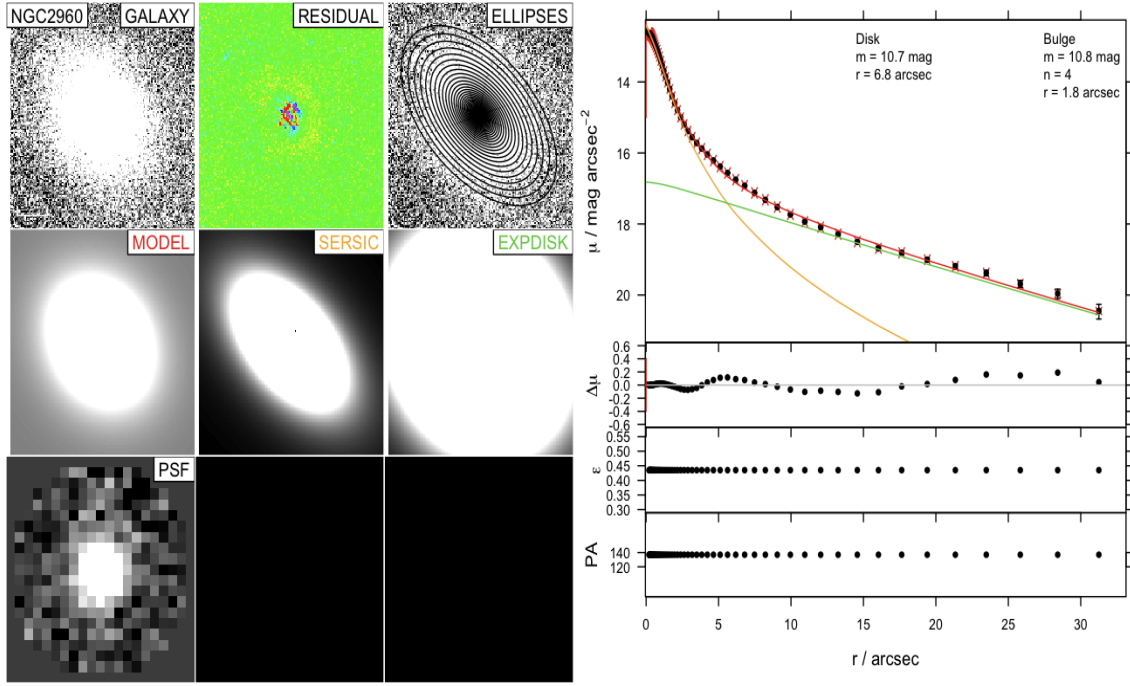 NGC2960
GALAXY
RESIDUAL
ELLIPSES
MODEL
SERSIC
EXPDISK
PSF
Disk
m = 10.7 mag
r = 6.8 arcsec
Bulge
m = 10.8 mag
n = 4
r = 1.8 arcsec
μ / mag arcsec⁻²
14
16
18
20
Δμ
0.6
0.4
0.2
0.0
-0.2
-0.4
-0.6
ε
0.55
0.50
0.45
0.40
0.35
0.30
PA
140
120
0 5 10 15 20 25 30
r / arcsec